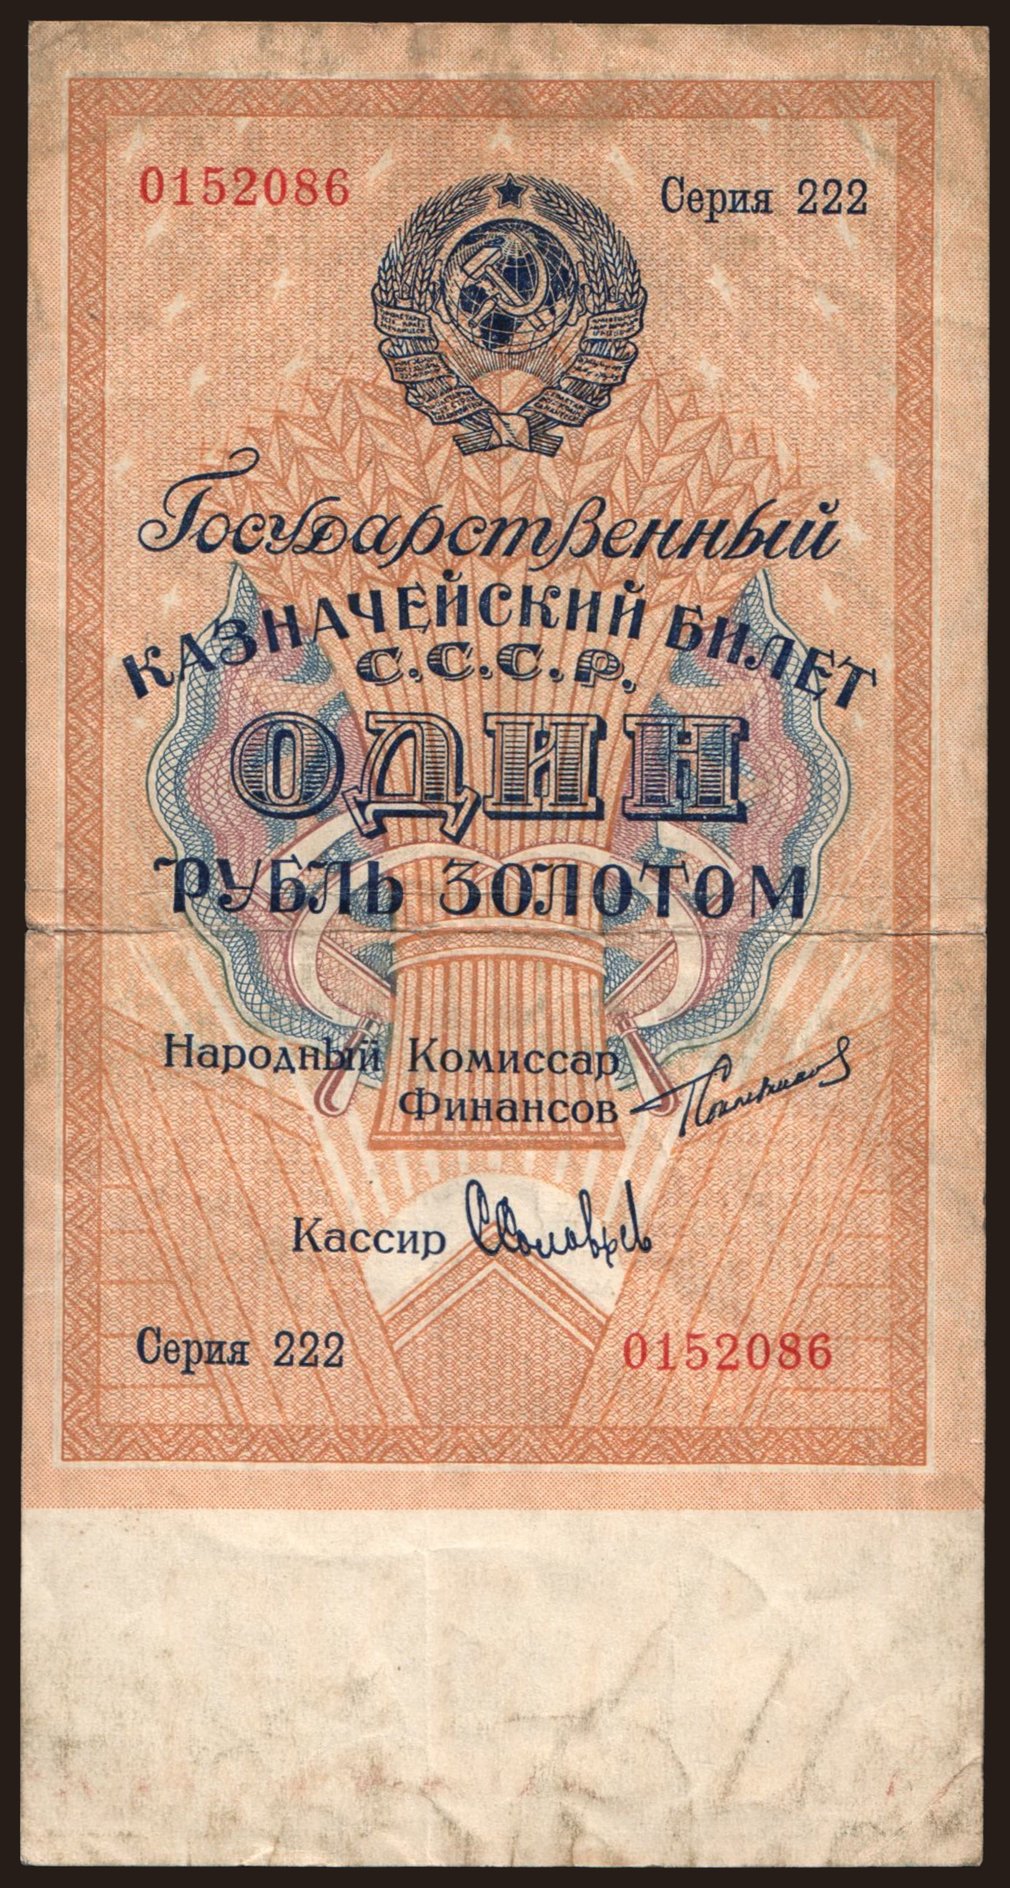 0152086
Серия 222
Государственный
КАЗНАЧЕЙСКИЙ БИЛЕТ
С.С.С.Р.
ОДИН
РУБЛЬ ЗОЛОТОМ
Народный Комиссар
Финансов
Кассир
Серия 222
0152086